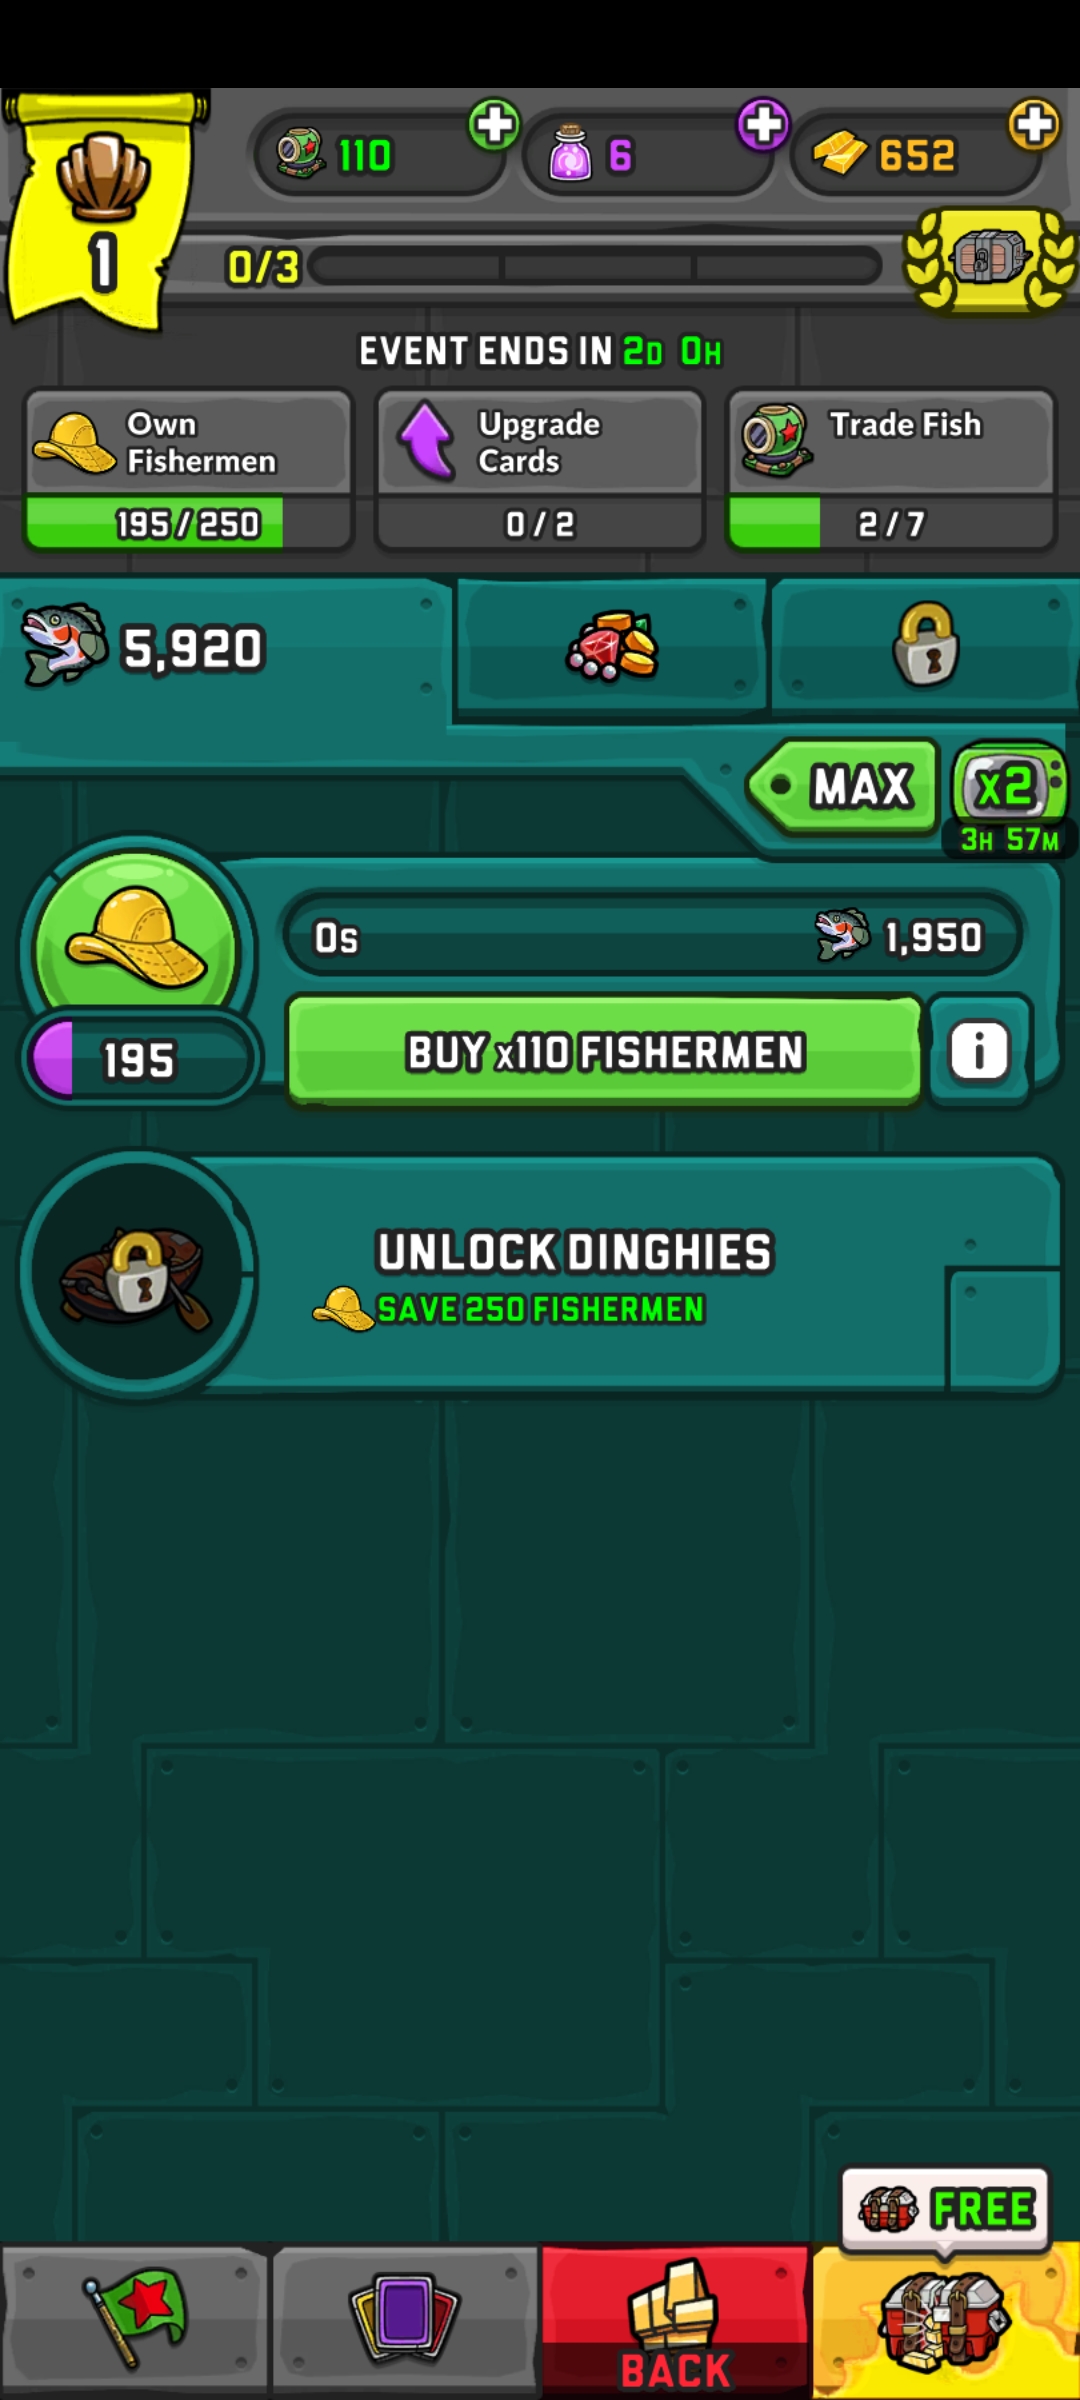 110
6
652
1
0/3
EVENT ENDS IN 2D 0H
Own
Fishermen
195/250
Upgrade
Cards
0/2
Trade Fish
2/7
5,920
MAX
x2
3H 57M
0s
1,950
195
BUY x110 FISHERMEN
i
UNLOCK DINGHIES
SAVE 250 FISHERMEN
FREE
BACK